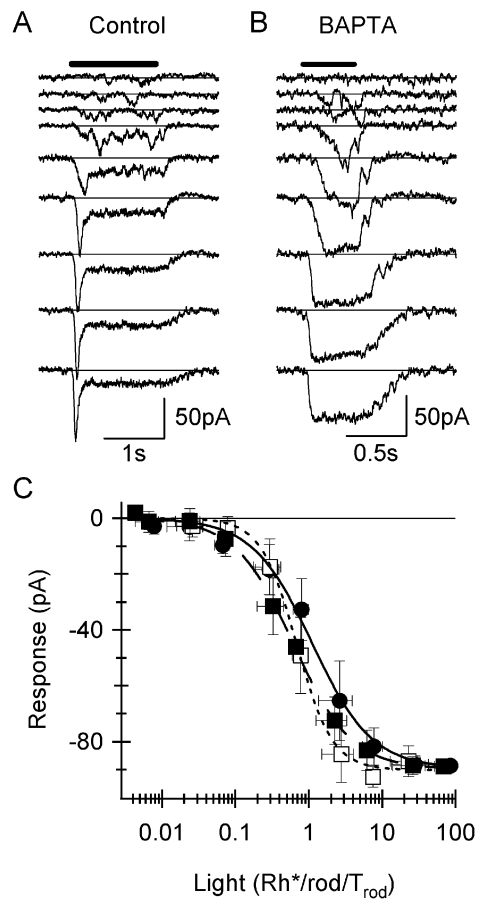 A Control B BAPTA
50pA 50pA
1s 0.5s
C
0
-40
-80
Response (pA)
0.01 0.1 1 10 100
Light (Rh*/rod/Trod)